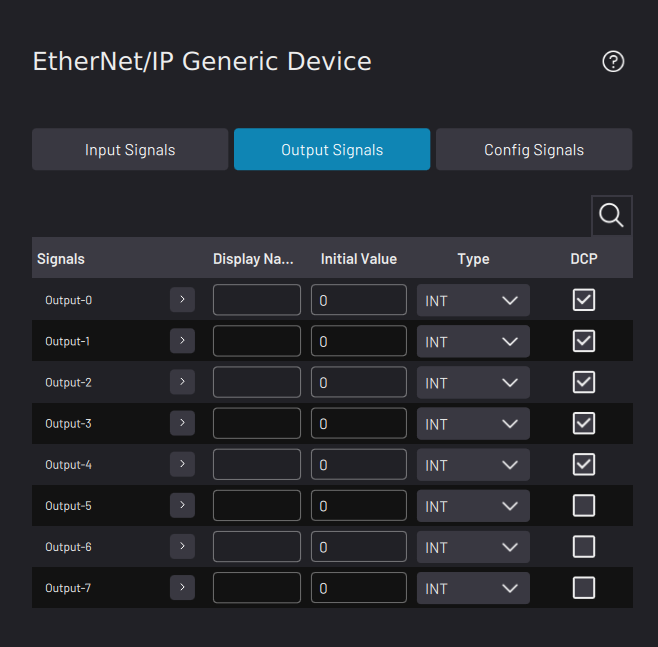 EtherNet/IP Generic Device
Input Signals Output Signals Config Signals
Signals Display Na... Initial Value Type DCP
Output-0 0 INT
Output-1 0 INT
Output-2 0 INT
Output-3 0 INT
Output-4 0 INT
Output-5 0 INT
Output-6 0 INT
Output-7 0 INT